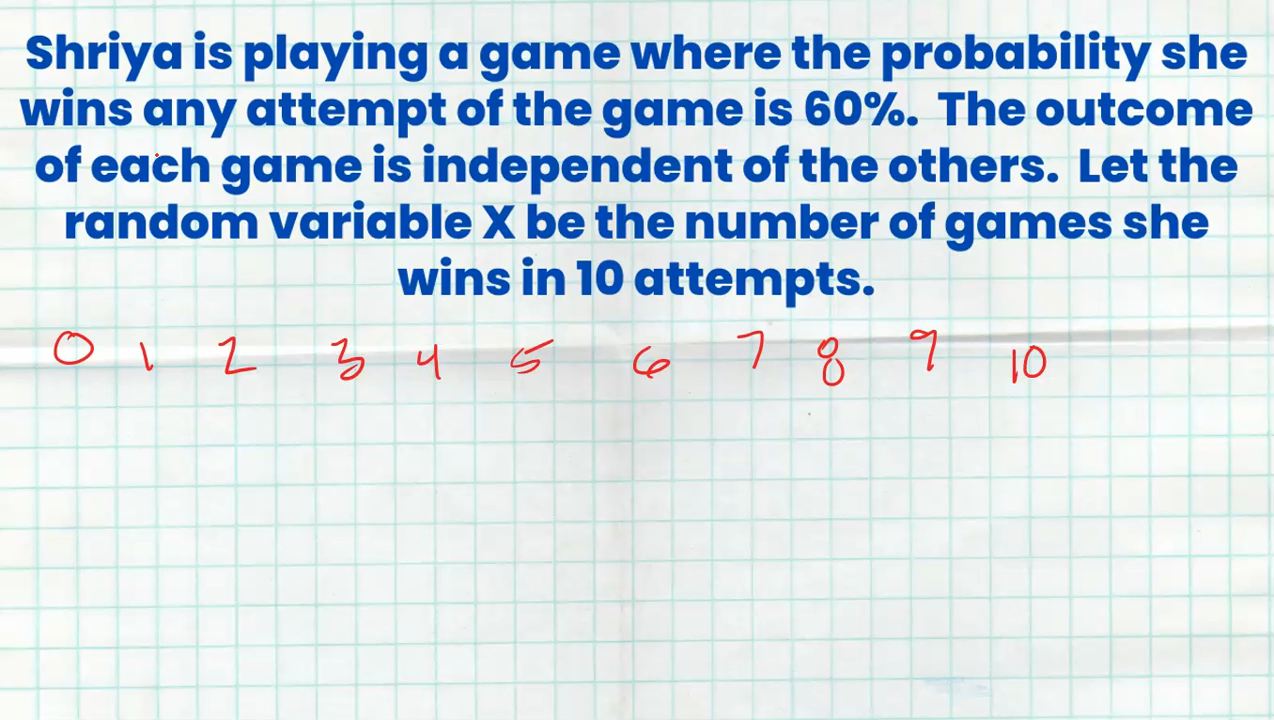 Shriya is playing a game where the probability she
wins any attempt of the game is 60%. The outcome
of each game is independent of the others. Let the
random variable X be the number of games she
wins in 10 attempts.
0 1 2 3 4 5 6 7 8 9 10